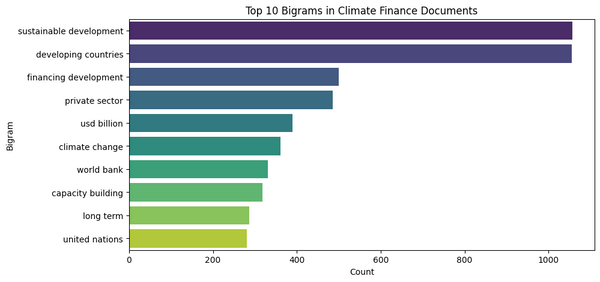 Top 10 Bigrams in Climate Finance Documents
Bigram
sustainable development
developing countries
financing development
private sector
usd billion
climate change
world bank
capacity building
long term
united nations
0 200 400 600 800 1000
Count